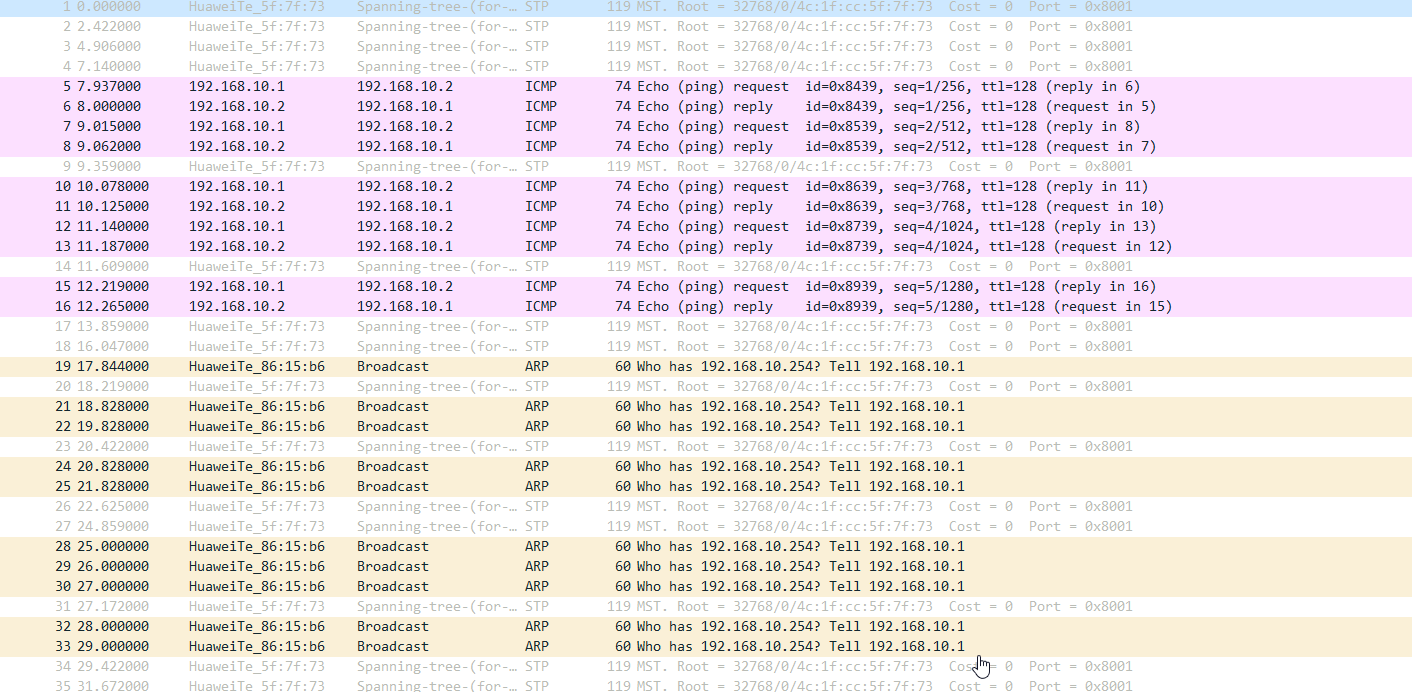 1 0.000000 HuaweiTe_5f:7f:73 Spanning-tree-(for-… STP 119 MST. Root = 32768/0/4c:1f:cc:5f:7f:73 Cost = 0 Port = 0x8001
2 2.422000 HuaweiTe_5f:7f:73 Spanning-tree-(for-… STP 119 MST. Root = 32768/0/4c:1f:cc:5f:7f:73 Cost = 0 Port = 0x8001
3 4.906000 HuaweiTe_5f:7f:73 Spanning-tree-(for-… STP 119 MST. Root = 32768/0/4c:1f:cc:5f:7f:73 Cost = 0 Port = 0x8001
4 7.140000 HuaweiTe_5f:7f:73 Spanning-tree-(for-… STP 119 MST. Root = 32768/0/4c:1f:cc:5f:7f:73 Cost = 0 Port = 0x8001
5 7.937000 192.168.10.1 192.168.10.2 ICMP 74 Echo (ping) request id=0x8439, seq=1/256, ttl=128 (reply in 6)
6 8.000000 192.168.10.2 192.168.10.1 ICMP 74 Echo (ping) reply id=0x8439, seq=1/256, ttl=128 (request in 5)
7 9.015000 192.168.10.1 192.168.10.2 ICMP 74 Echo (ping) request id=0x8539, seq=2/512, ttl=128 (reply in 8)
8 9.062000 192.168.10.2 192.168.10.1 ICMP 74 Echo (ping) reply id=0x8539, seq=2/512, ttl=128 (request in 7)
9 9.359000 HuaweiTe_5f:7f:73 Spanning-tree-(for-… STP 119 MST. Root = 32768/0/4c:1f:cc:5f:7f:73 Cost = 0 Port = 0x8001
10 10.078000 192.168.10.1 192.168.10.2 ICMP 74 Echo (ping) request id=0x8639, seq=3/768, ttl=128 (reply in 11)
11 10.125000 192.168.10.2 192.168.10.1 ICMP 74 Echo (ping) reply id=0x8639, seq=3/768, ttl=128 (request in 10)
12 11.140000 192.168.10.1 192.168.10.2 ICMP 74 Echo (ping) request id=0x8739, seq=4/1024, ttl=128 (reply in 13)
13 11.187000 192.168.10.2 192.168.10.1 ICMP 74 Echo (ping) reply id=0x8739, seq=4/1024, ttl=128 (request in 12)
14 11.609000 HuaweiTe_5f:7f:73 Spanning-tree-(for-… STP 119 MST. Root = 32768/0/4c:1f:cc:5f:7f:73 Cost = 0 Port = 0x8001
15 12.219000 192.168.10.1 192.168.10.2 ICMP 74 Echo (ping) request id=0x8939, seq=5/1280, ttl=128 (reply in 16)
16 12.265000 192.168.10.2 192.168.10.1 ICMP 74 Echo (ping) reply id=0x8939, seq=5/1280, ttl=128 (request in 15)
17 13.859000 HuaweiTe_5f:7f:73 Spanning-tree-(for-… STP 119 MST. Root = 32768/0/4c:1f:cc:5f:7f:73 Cost = 0 Port = 0x8001
18 16.047000 HuaweiTe_5f:7f:73 Spanning-tree-(for-… STP 119 MST. Root = 32768/0/4c:1f:cc:5f:7f:73 Cost = 0 Port = 0x8001
19 17.844000 HuaweiTe_86:15:b6 Broadcast ARP 60 Who has 192.168.10.254? Tell 192.168.10.1
20 18.219000 HuaweiTe_5f:7f:73 Spanning-tree-(for-… STP 119 MST. Root = 32768/0/4c:1f:cc:5f:7f:73 Cost = 0 Port = 0x8001
21 18.828000 HuaweiTe_86:15:b6 Broadcast ARP 60 Who has 192.168.10.254? Tell 192.168.10.1
22 19.828000 HuaweiTe_86:15:b6 Broadcast ARP 60 Who has 192.168.10.254? Tell 192.168.10.1
23 20.422000 HuaweiTe_5f:7f:73 Spanning-tree-(for-… STP 119 MST. Root = 32768/0/4c:1f:cc:5f:7f:73 Cost = 0 Port = 0x8001
24 20.828000 HuaweiTe_86:15:b6 Broadcast ARP 60 Who has 192.168.10.254? Tell 192.168.10.1
25 21.828000 HuaweiTe_86:15:b6 Broadcast ARP 60 Who has 192.168.10.254? Tell 192.168.10.1
26 22.625000 HuaweiTe_5f:7f:73 Spanning-tree-(for-… STP 119 MST. Root = 32768/0/4c:1f:cc:5f:7f:73 Cost = 0 Port = 0x8001
27 24.859000 HuaweiTe_5f:7f:73 Spanning-tree-(for-… STP 119 MST. Root = 32768/0/4c:1f:cc:5f:7f:73 Cost = 0 Port = 0x8001
28 25.000000 HuaweiTe_86:15:b6 Broadcast ARP 60 Who has 192.168.10.254? Tell 192.168.10.1
29 26.000000 HuaweiTe_86:15:b6 Broadcast ARP 60 Who has 192.168.10.254? Tell 192.168.10.1
30 27.000000 HuaweiTe_86:15:b6 Broadcast ARP 60 Who has 192.168.10.254? Tell 192.168.10.1
31 27.172000 HuaweiTe_5f:7f:73 Spanning-tree-(for-… STP 119 MST. Root = 32768/0/4c:1f:cc:5f:7f:73 Cost = 0 Port = 0x8001
32 28.000000 HuaweiTe_86:15:b6 Broadcast ARP 60 Who has 192.168.10.254? Tell 192.168.10.1
33 29.000000 HuaweiTe_86:15:b6 Broadcast ARP 60 Who has 192.168.10.254? Tell 192.168.10.1
34 29.422000 HuaweiTe_5f:7f:73 Spanning-tree-(for-… STP 119 MST. Root = 32768/0/4c:1f:cc:5f:7f:73 Cost = 0 Port = 0x8001
35 31.672000 HuaweiTe_5f:7f:73 Spanning-tree-(for-… STP 119 MST. Root = 32768/0/4c:1f:cc:5f:7f:73 Cost = 0 Port = 0x8001